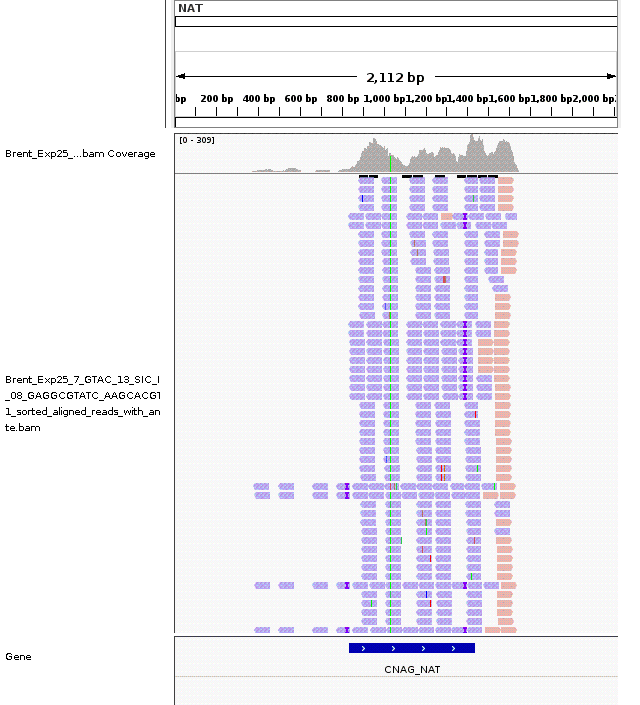 NAT
2,112 bp
bp 200 bp 400 bp 600 bp 800 bp 1,000 bp 1,200 bp 1,400 bp 1,600 bp 1,800 bp 2,000 bp
[0 - 309]
Brent_Exp25_...bam Coverage
Brent_Exp25_7_GTAC_13_SIC_I
_08_GAGGCGTATC_AAGCACGT
1_sorted_aligned_reads_with_an
te.bam
Gene
CNAG_NAT